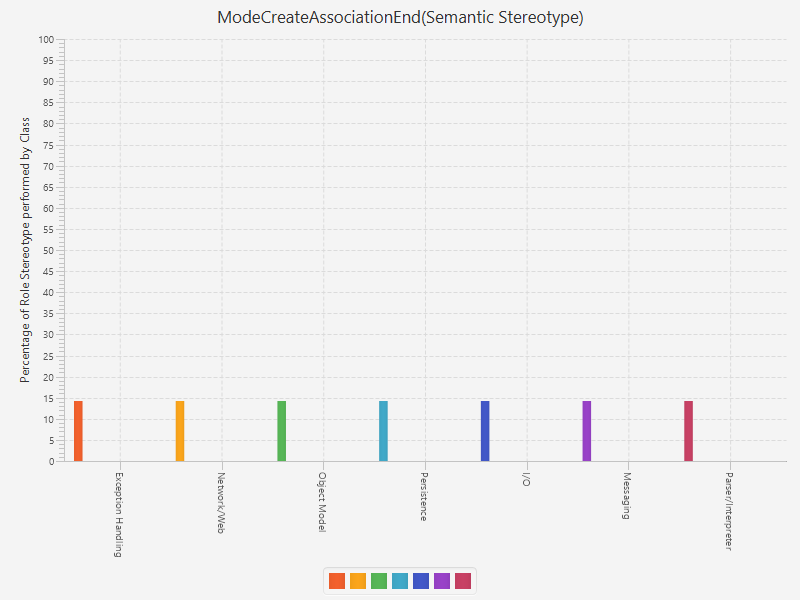 ModeCreateAssociationEnd(Semantic Stereotype)
Percentage of Role Stereotype performed by Class
100
95
90
85
80
75
70
65
60
55
50
45
40
35
30
25
20
15
10
5
0
Exception Handling
Network/Web
Object Model
Persistence
I/O
Messaging
Parser/Interpreter